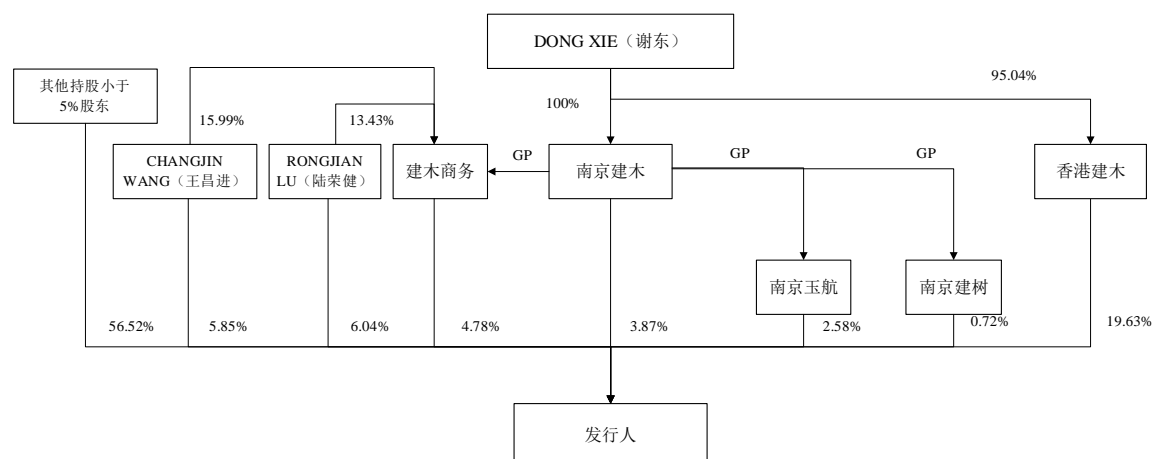 DONG XIE（谢东）
其他持股小于
5%股东
95.04%
100%
15.99%
13.43%
CHANGJIN
WANG（王昌进）
RONGJIAN
LU（陆荣健）
建木商务
GP
南京建木
GP
GP
香港建木
南京玉航
南京建树
56.52%
5.85%
6.04%
4.78%
3.87%
2.58%
0.72%
19.63%
发行人